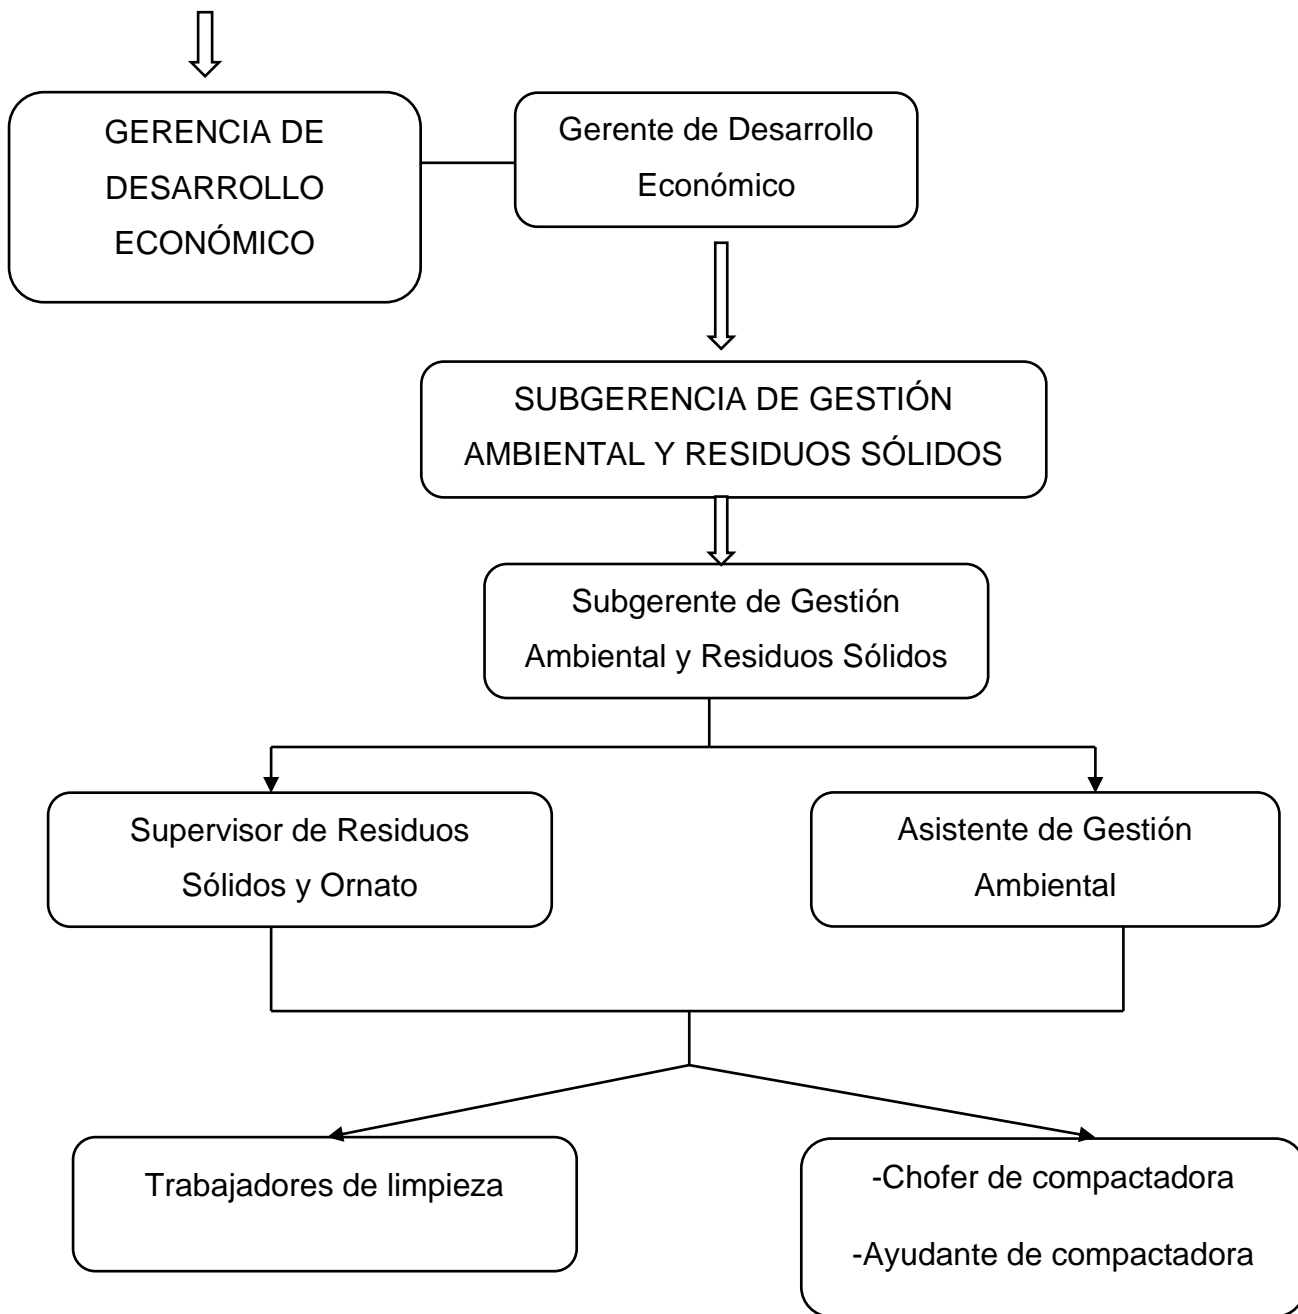 GERENCIA DE
DESARROLLO
ECONÓMICO
Gerente de Desarrollo
Económico
SUBGERENCIA DE GESTIÓN
AMBIENTAL Y RESIDUOS SÓLIDOS
Subgerente de Gestión
Ambiental y Residuos Sólidos
Supervisor de Residuos
Sólidos y Ornato
Asistente de Gestión
Ambiental
Trabajadores de limpieza
-Chofer de compactadora
-Ayudante de compactadora